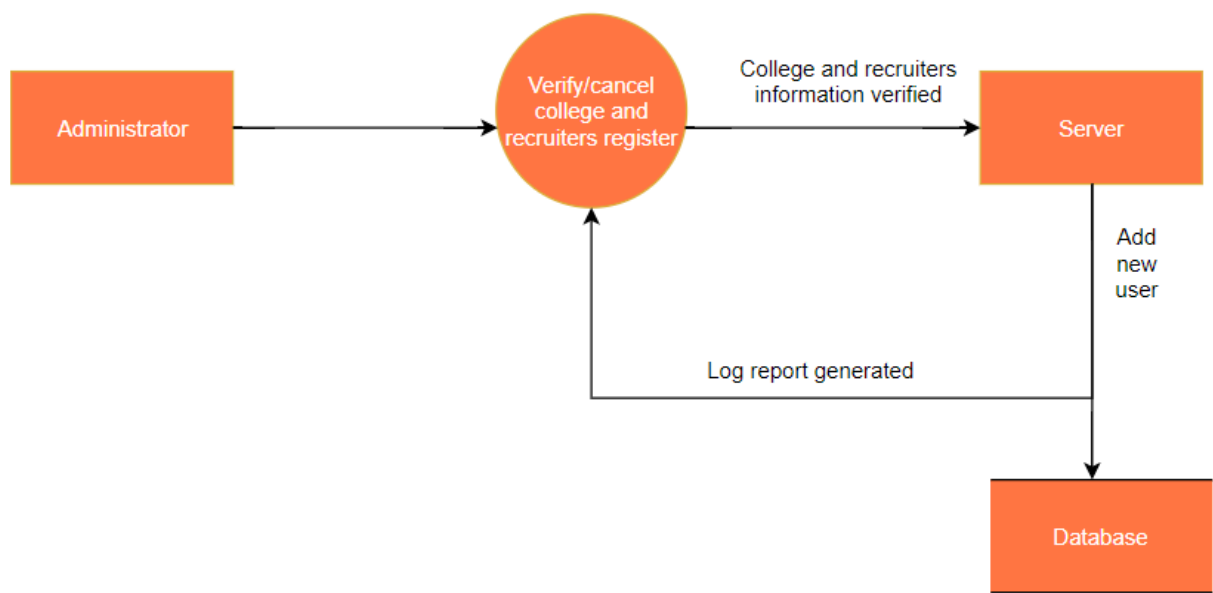 Administrator
Verify/cancel
college and
recruiters register
College and recruiters
information verified
Server
Add
new
user
Log report generated
Database